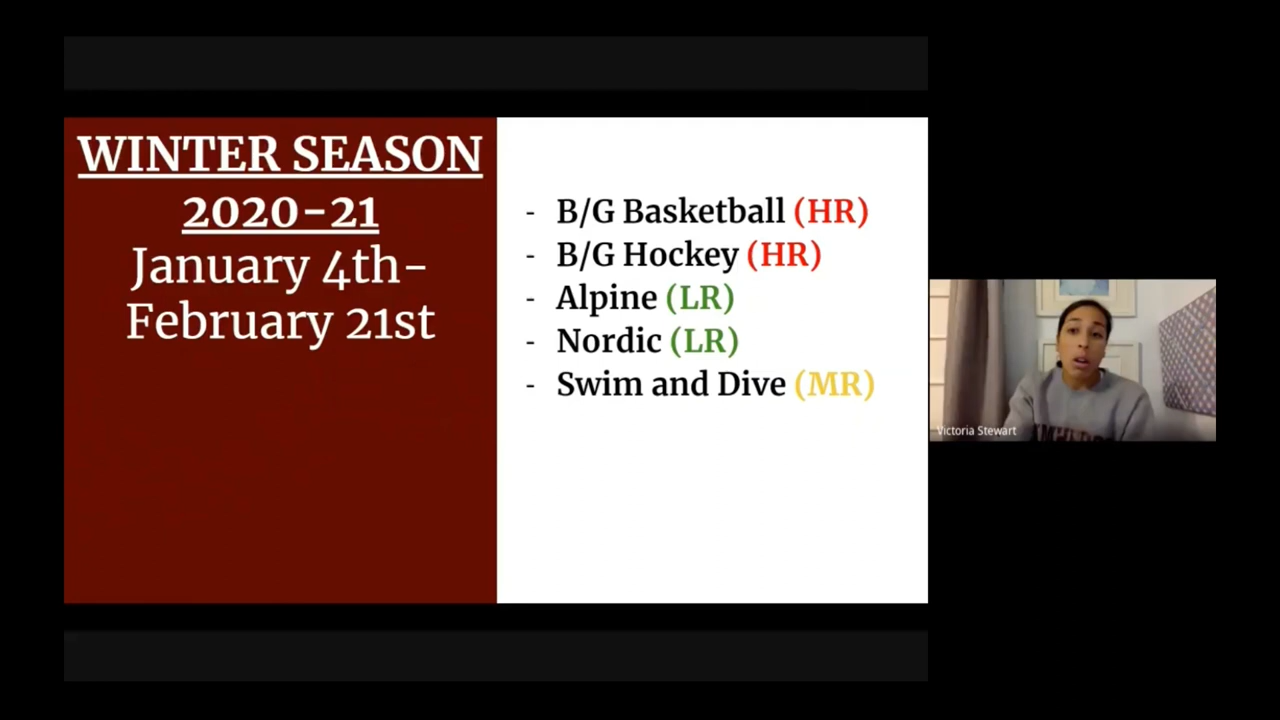 WINTER SEASON
2020-21
January 4th-
February 21st
- B/G Basketball (HR)
- B/G Hockey (HR)
- Alpine (LR)
- Nordic (LR)
- Swim and Dive (MR)
Victoria Stewart